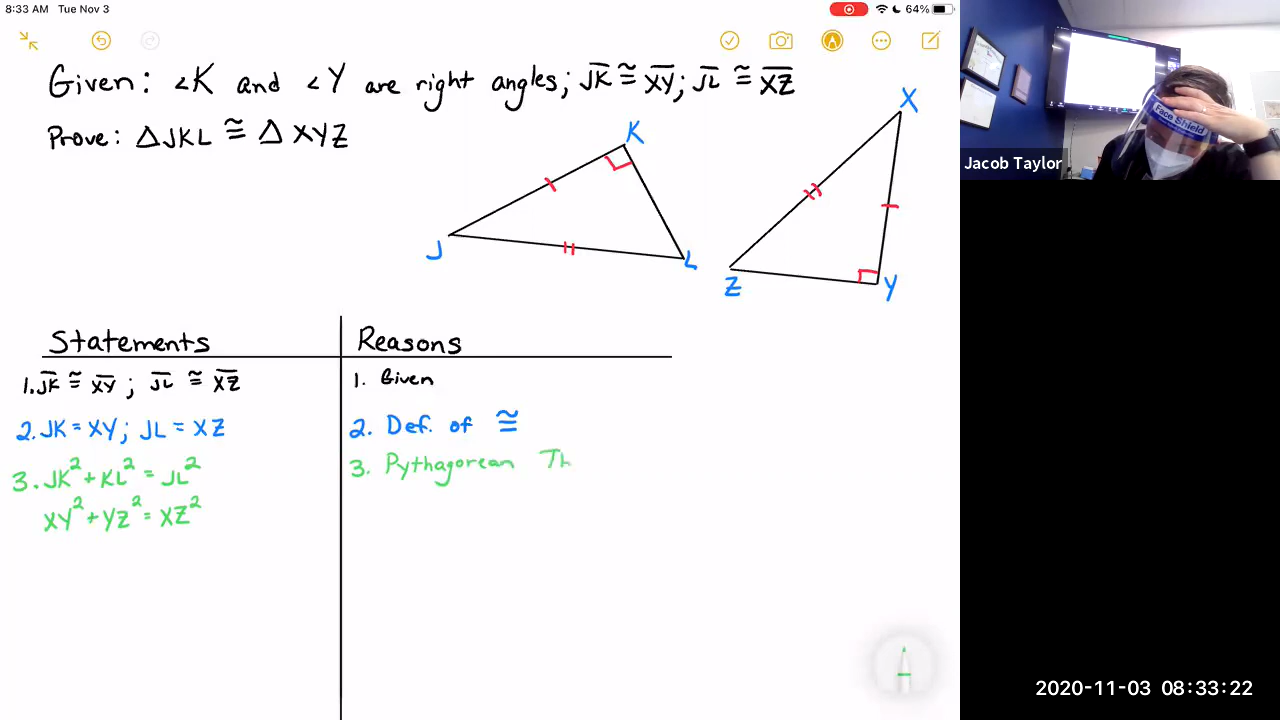 8:33 AM Tue Nov 3
64%
Given: ∠K and ∠Y are right angles; JK̅ ≅ XY̅; JL̅ ≅ XZ̅
Prove: △JKL ≅ △XYZ
K
J
L
X
Z
Y
Statements Reasons
1. JK̅ ≅ XY̅ ; JL̅ ≅ XZ̅ 1. Given
2. JK = XY; JL = XZ 2. Def. of ≅
3. JK² + KL² = JL² 3. Pythagorean Th
XY² + YZ² = XZ²
Face Shield
Jacob Taylor
2020-11-03 08:33:22